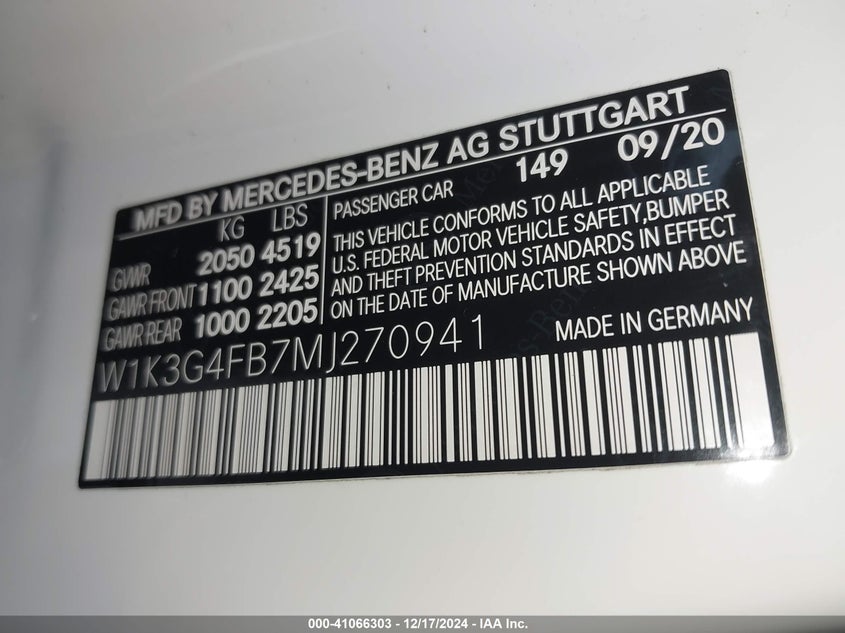 MFD BY MERCEDES-BENZ AG STUTTGART
KG LBS
GVWR 2050 4519
GAWR FRONT 1100 2425
GAWR REAR 1000 2205
149 09/20
PASSENGER CAR
THIS VEHICLE CONFORMS TO ALL APPLICABLE
U.S. FEDERAL MOTOR VEHICLE SAFETY,BUMPER
AND THEFT PREVENTION STANDARDS IN EFFECT
ON THE DATE OF MANUFACTURE SHOWN ABOVE
W1K3G4FB7MJ270941
MADE IN GERMANY
000-41066303 - 12/17/2024 - IAA Inc.